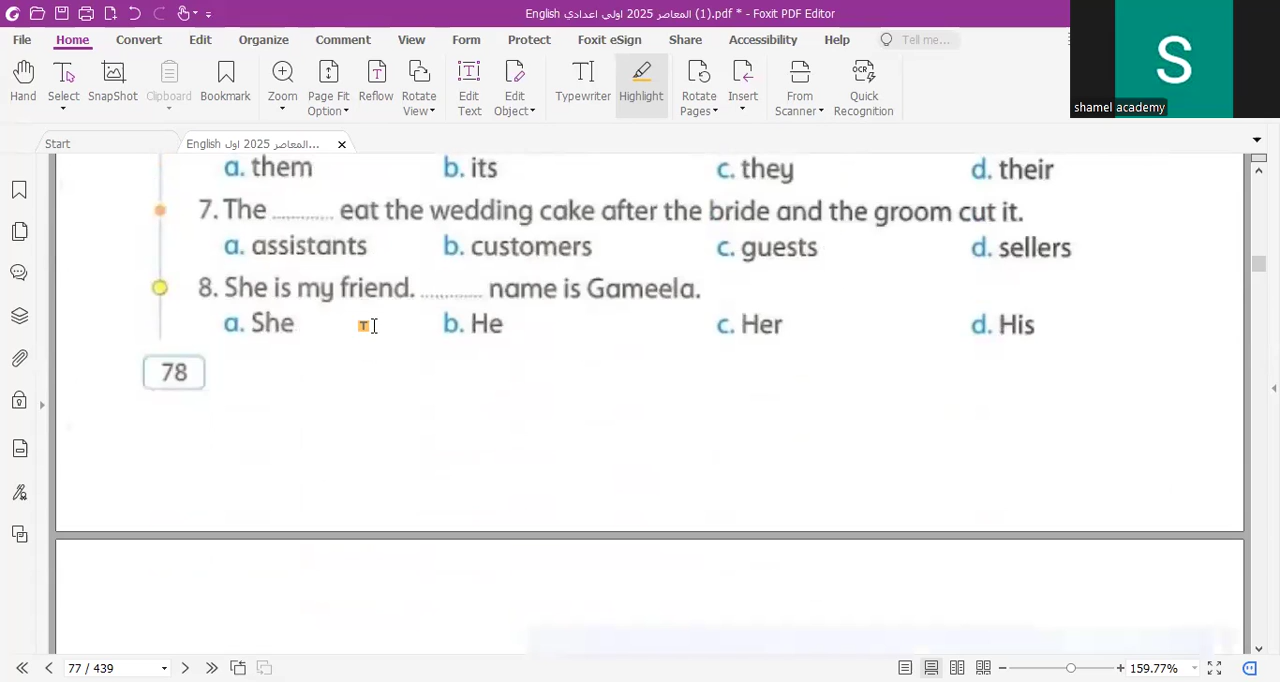 English المعاصر 2025 اولي اعدادي (1).pdf * - Foxit PDF Editor
File Home Convert Edit Organize Comment View Form Protect Foxit eSign Share Accessibility Help Tell me...
Hand Select SnapShot Clipboard Bookmark Zoom Page Fit Option Reflow Rotate View Edit Text Edit Object Typewriter Highlight Rotate Pages Insert From Scanner Quick Recognition
S
shamel academy
Start
English المعاصر 2025 اول...
a. them b. its c. they d. their
7. The ............ eat the wedding cake after the bride and the groom cut it.
a. assistants b. customers c. guests d. sellers
8. She is my friend. ............ name is Gameela.
a. She b. He c. Her d. His
78
77 / 439
159.77%